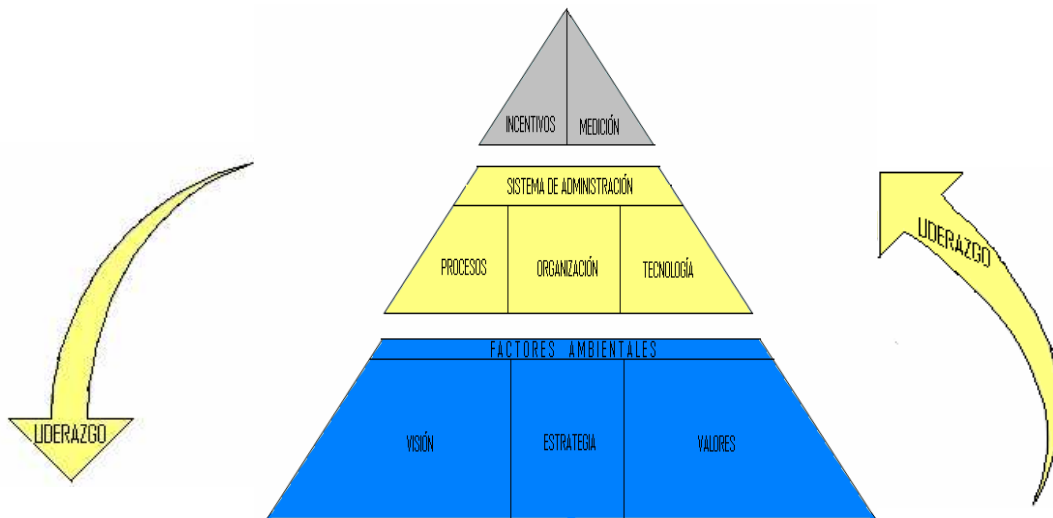 INCENTIVOS
MEDICIÓN
SISTEMA DE ADMINISTRACIÓN
PROCESOS
ORGANIZACIÓN
TECNOLOGÍA
FACTORES AMBIENTALES
VISIÓN
ESTRATEGIA
VALORES
LIDERAZGO
LIDERAZGO